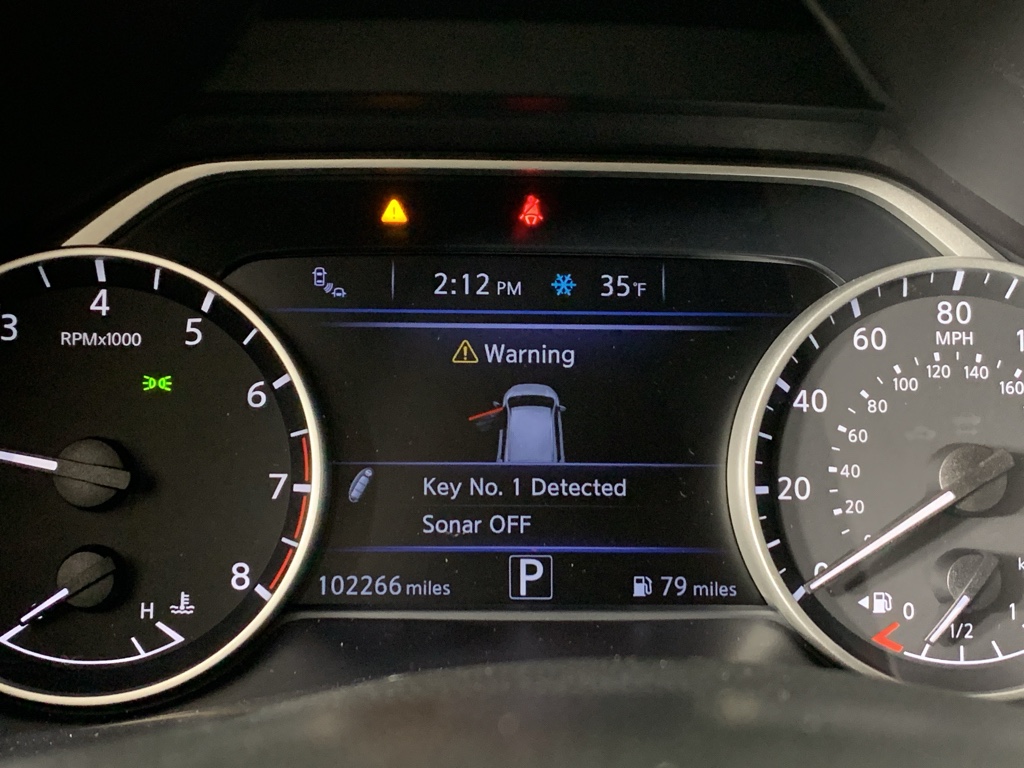 2:12 PM 35°F
Warning
Key No. 1 Detected
Sonar OFF
102266 miles P 79 miles
3 4 5 6 7 8
RPMx1000
H
0 20 40 60 80
MPH
20 40 60 80 100 120 140 160
0 1/2 1